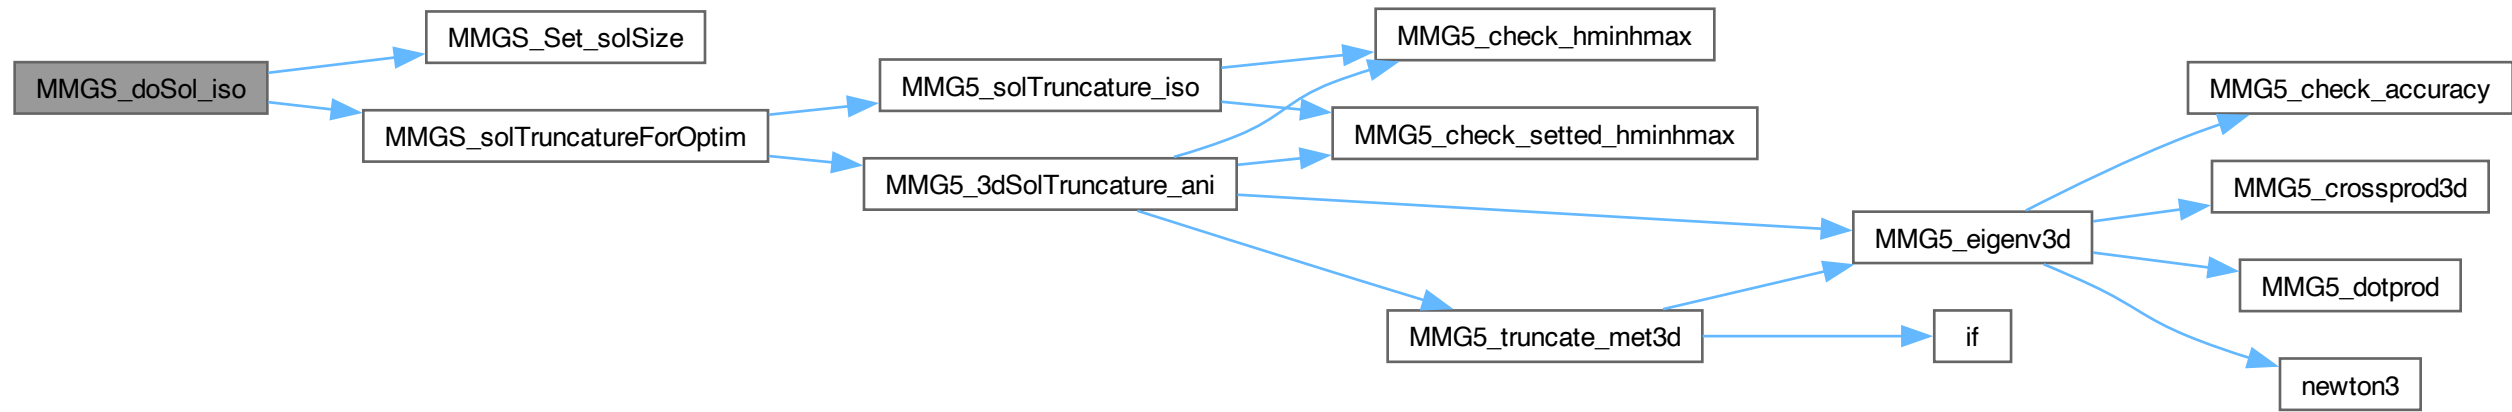 MMGS_doSol_iso
MMGS_Set_solSize
MMGS_solTruncatureForOptim
MMG5_solTruncature_iso
MMG5_3dSolTruncature_ani
MMG5_check_hminhmax
MMG5_check_setted_hminhmax
MMG5_truncate_met3d
MMG5_eigenv3d
if
MMG5_check_accuracy
MMG5_crossprod3d
MMG5_dotprod
newton3